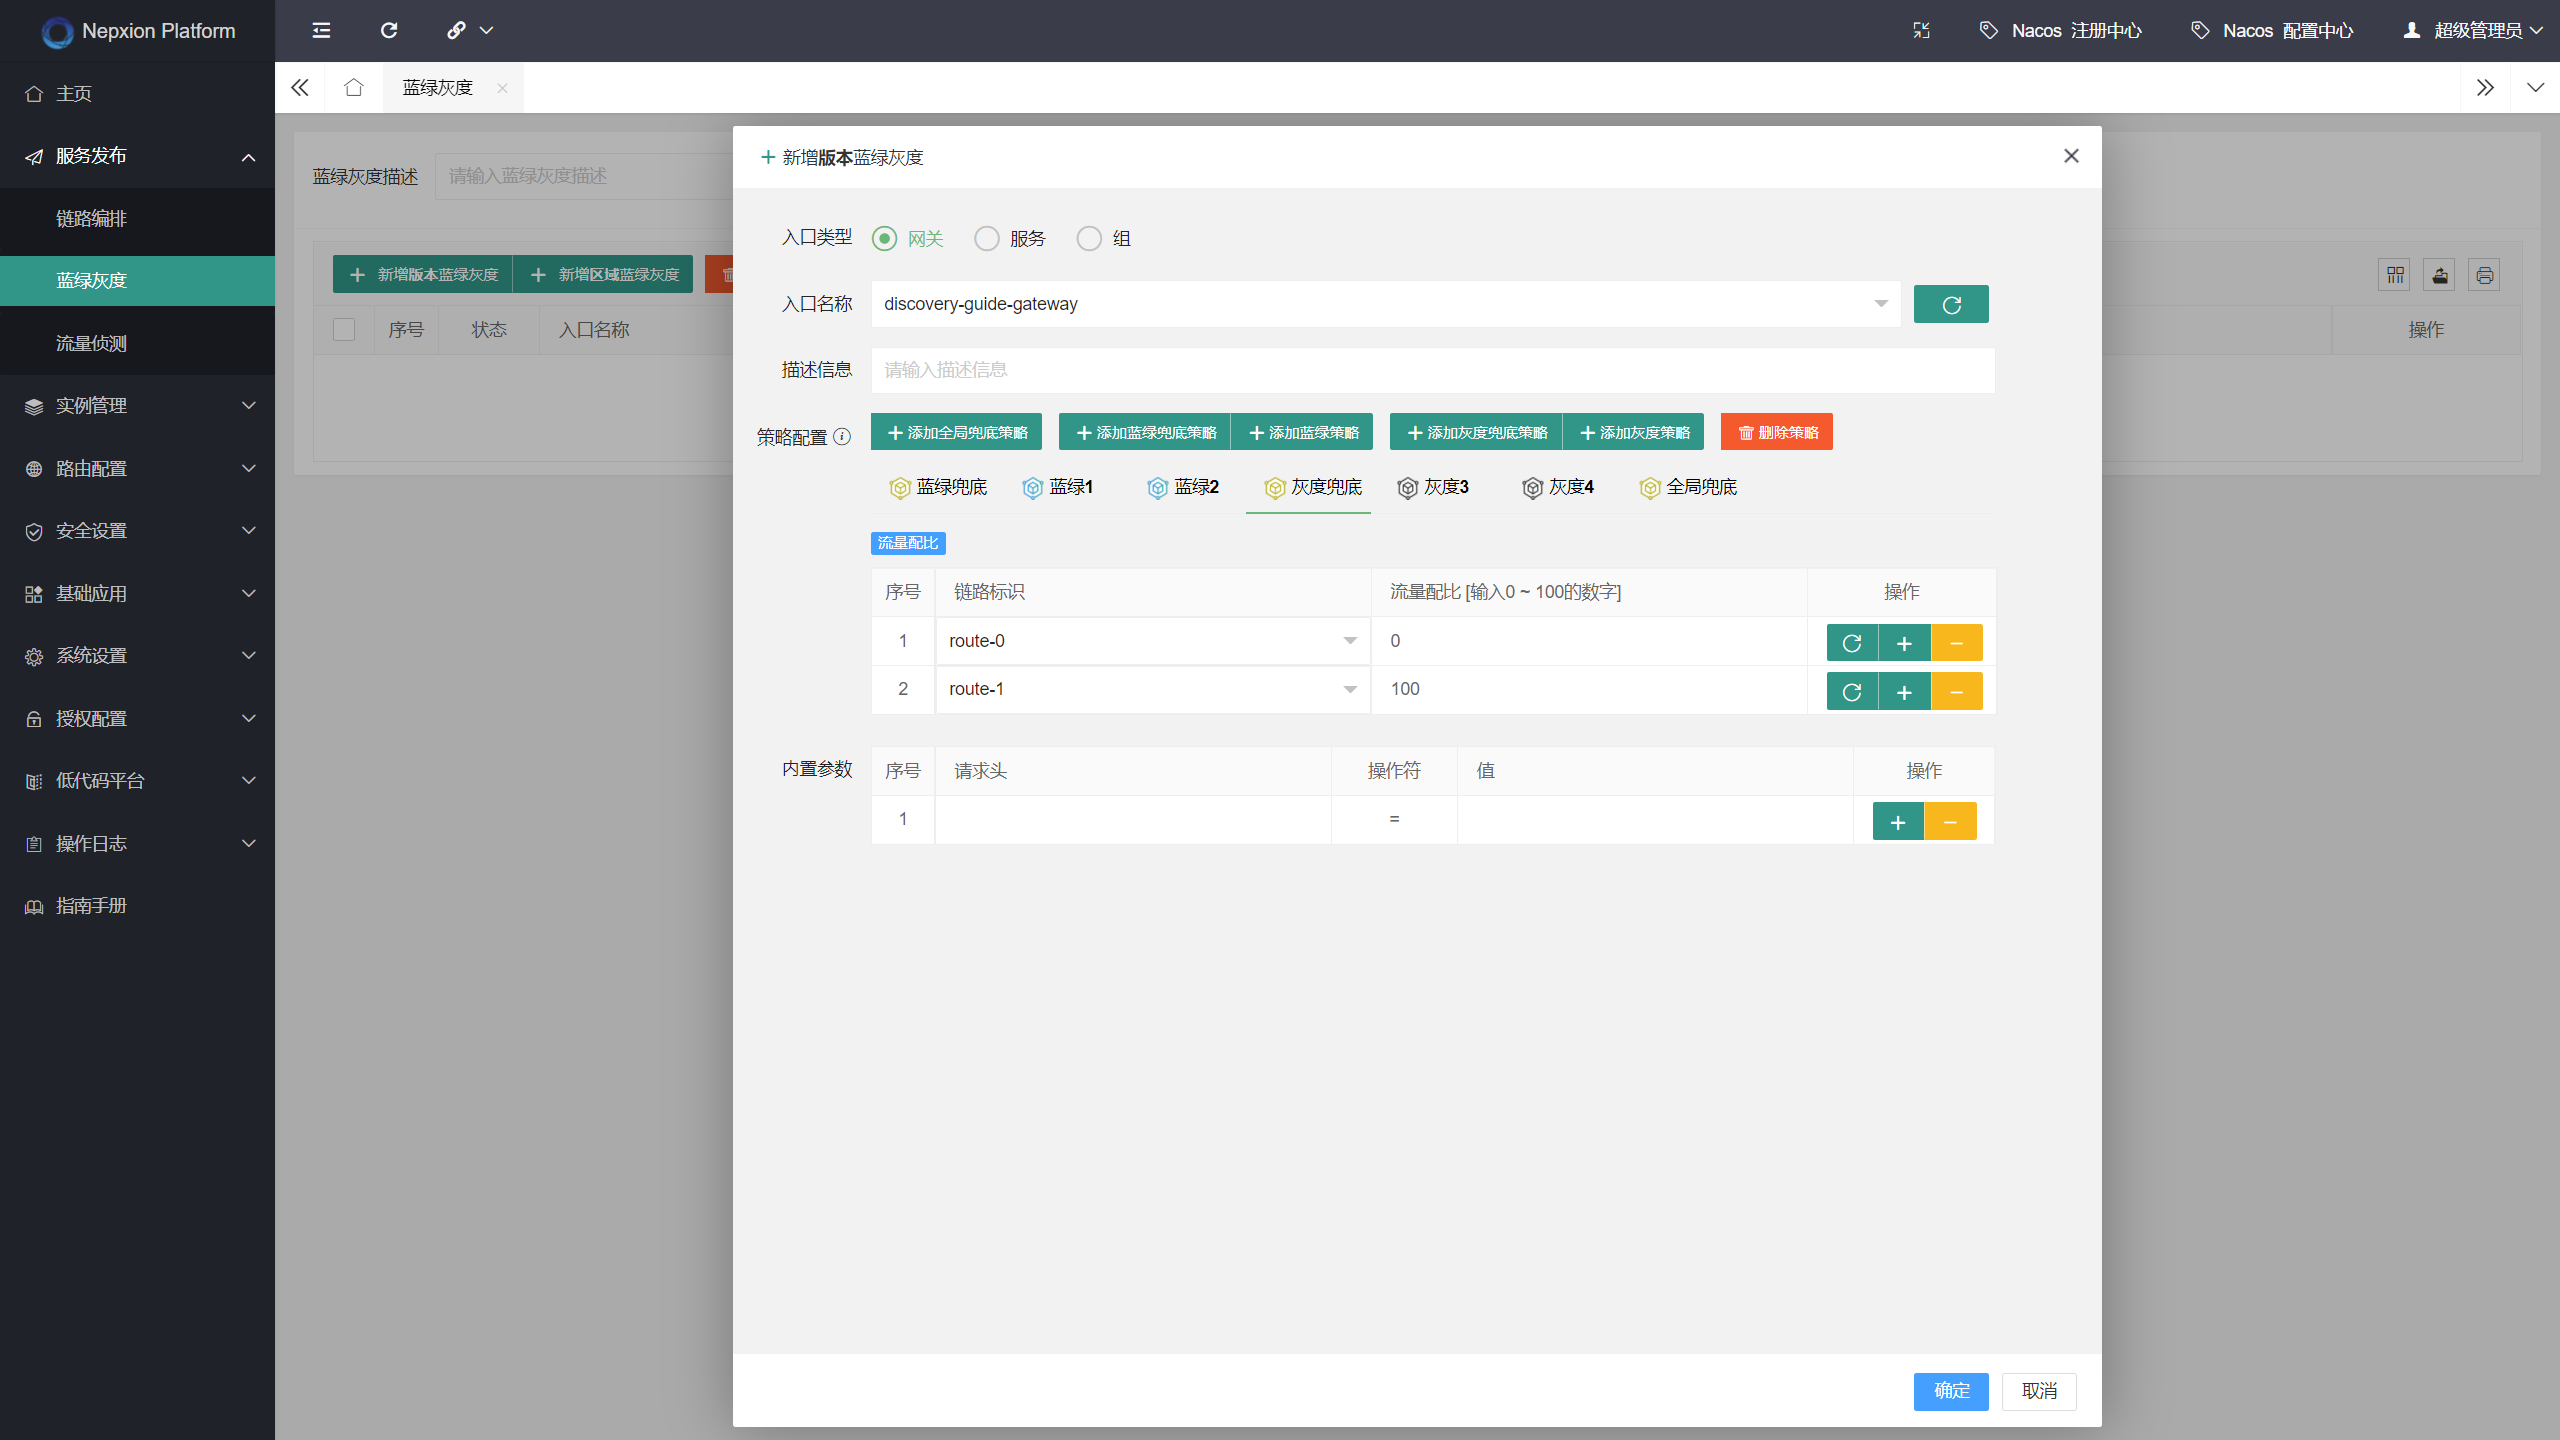 Nepxion Platform
Nacos 注册中心
Nacos 配置中心
超级管理员
主页
服务发布
链路编排
蓝绿灰度
流量侦测
实例管理
路由配置
安全设置
基础应用
系统设置
授权配置
低代码平台
操作日志
指南手册
蓝绿灰度
蓝绿灰度描述 请输入蓝绿灰度描述
新增版本蓝绿灰度 新增区域蓝绿灰度
序号 状态 入口名称 操作
新增版本蓝绿灰度
入口类型 网关 服务 组
入口名称 discovery-guide-gateway
描述信息 请输入描述信息
策略配置 添加全局兜底策略 添加蓝绿兜底策略 添加蓝绿策略 添加灰度兜底策略 添加灰度策略 删除策略
蓝绿兜底 蓝绿1 蓝绿2 灰度兜底 灰度3 灰度4 全局兜底
流量配比
序号 链路标识 流量配比 [输入0 ~ 100的数字] 操作
1 route-0 0
2 route-1 100
内置参数 序号 请求头 操作符 值 操作
1 =
确定 取消